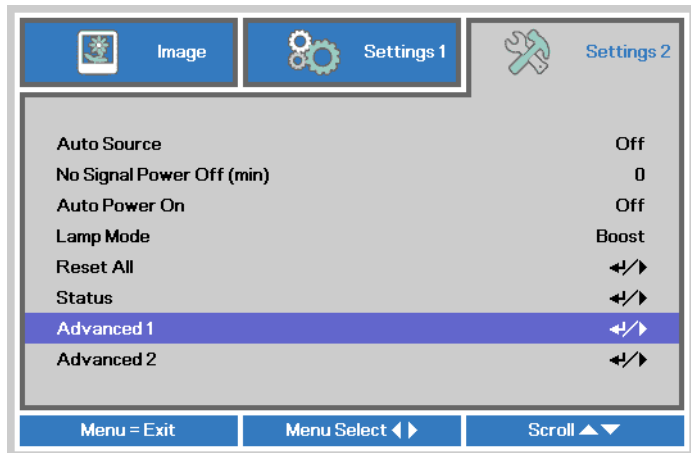 Image Settings 1 Settings 2
Auto Source Off
No Signal Power Off (min) 0
Auto Power On Off
Lamp Mode Boost
Reset All ↵/▶
Status ↵/▶
Advanced 1 ↵/▶
Advanced 2 ↵/▶
Menu = Exit Menu Select ◀▶ Scroll ▲▼